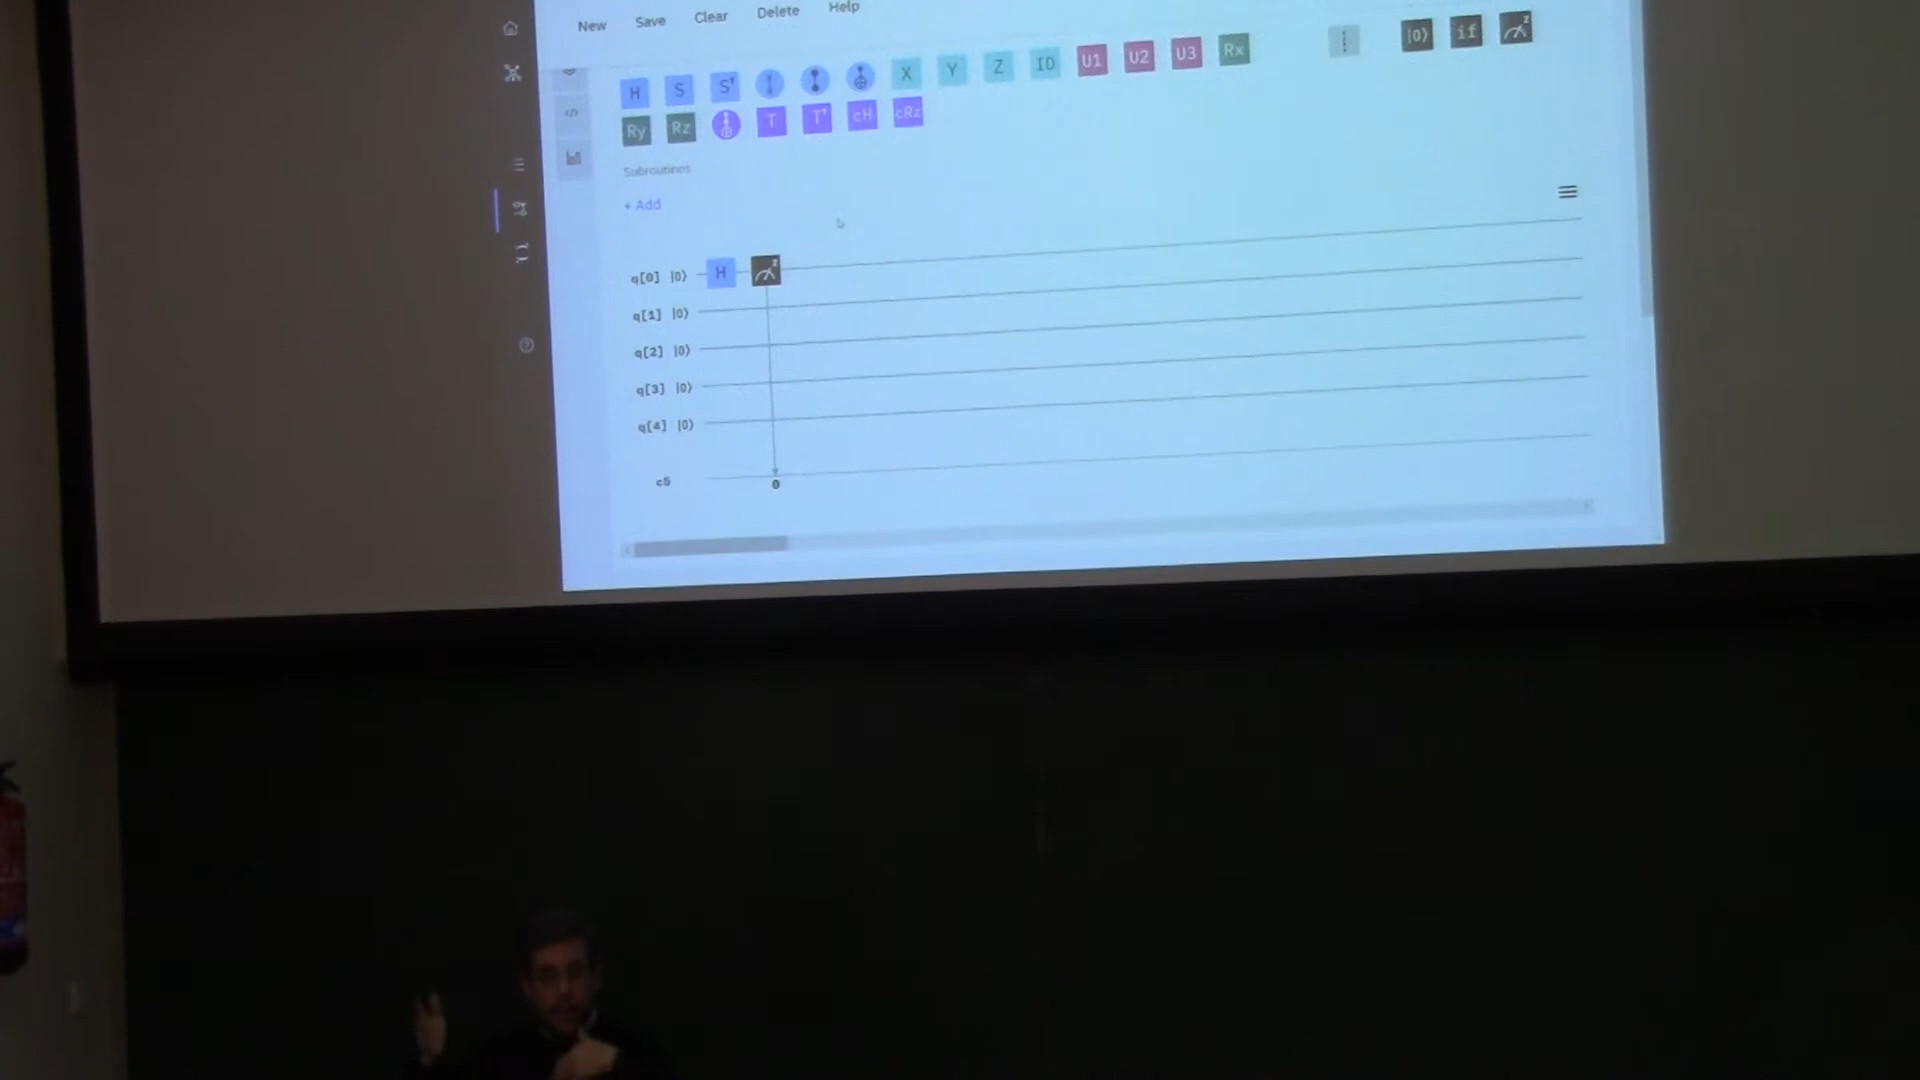 New Save Clear Delete Help
H S S† X Y Z ID U1 U2 U3 Rx |0⟩ if z
Ry Rz T T† cH cRz
Subroutines
+ Add
q[0] |0⟩ H z
q[1] |0⟩
q[2] |0⟩
q[3] |0⟩
q[4] |0⟩
c5 0